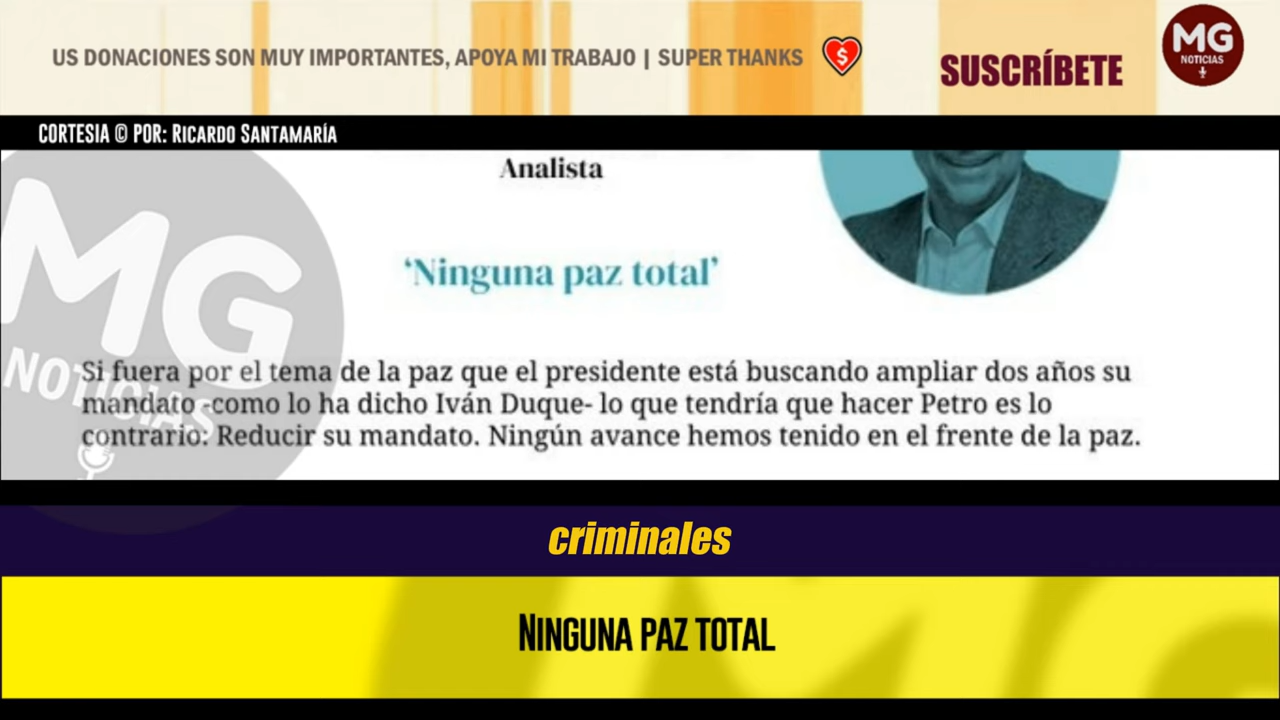 US DONACIONES SON MUY IMPORTANTES, APOYA MI TRABAJO | SUPER THANKS
SUSCRÍBETE
MG
NOTICIAS
CORTESIA © POR: RICARDO SANTAMARÍA
Analista
‘Ninguna paz total’
MG
NOTICIAS
Si fuera por el tema de la paz que el presidente está buscando ampliar dos años su
mandato -como lo ha dicho Iván Duque- lo que tendría que hacer Petro es lo
contrario: Reducir su mandato. Ningún avance hemos tenido en el frente de la paz.
criminales
NINGUNA PAZ TOTAL